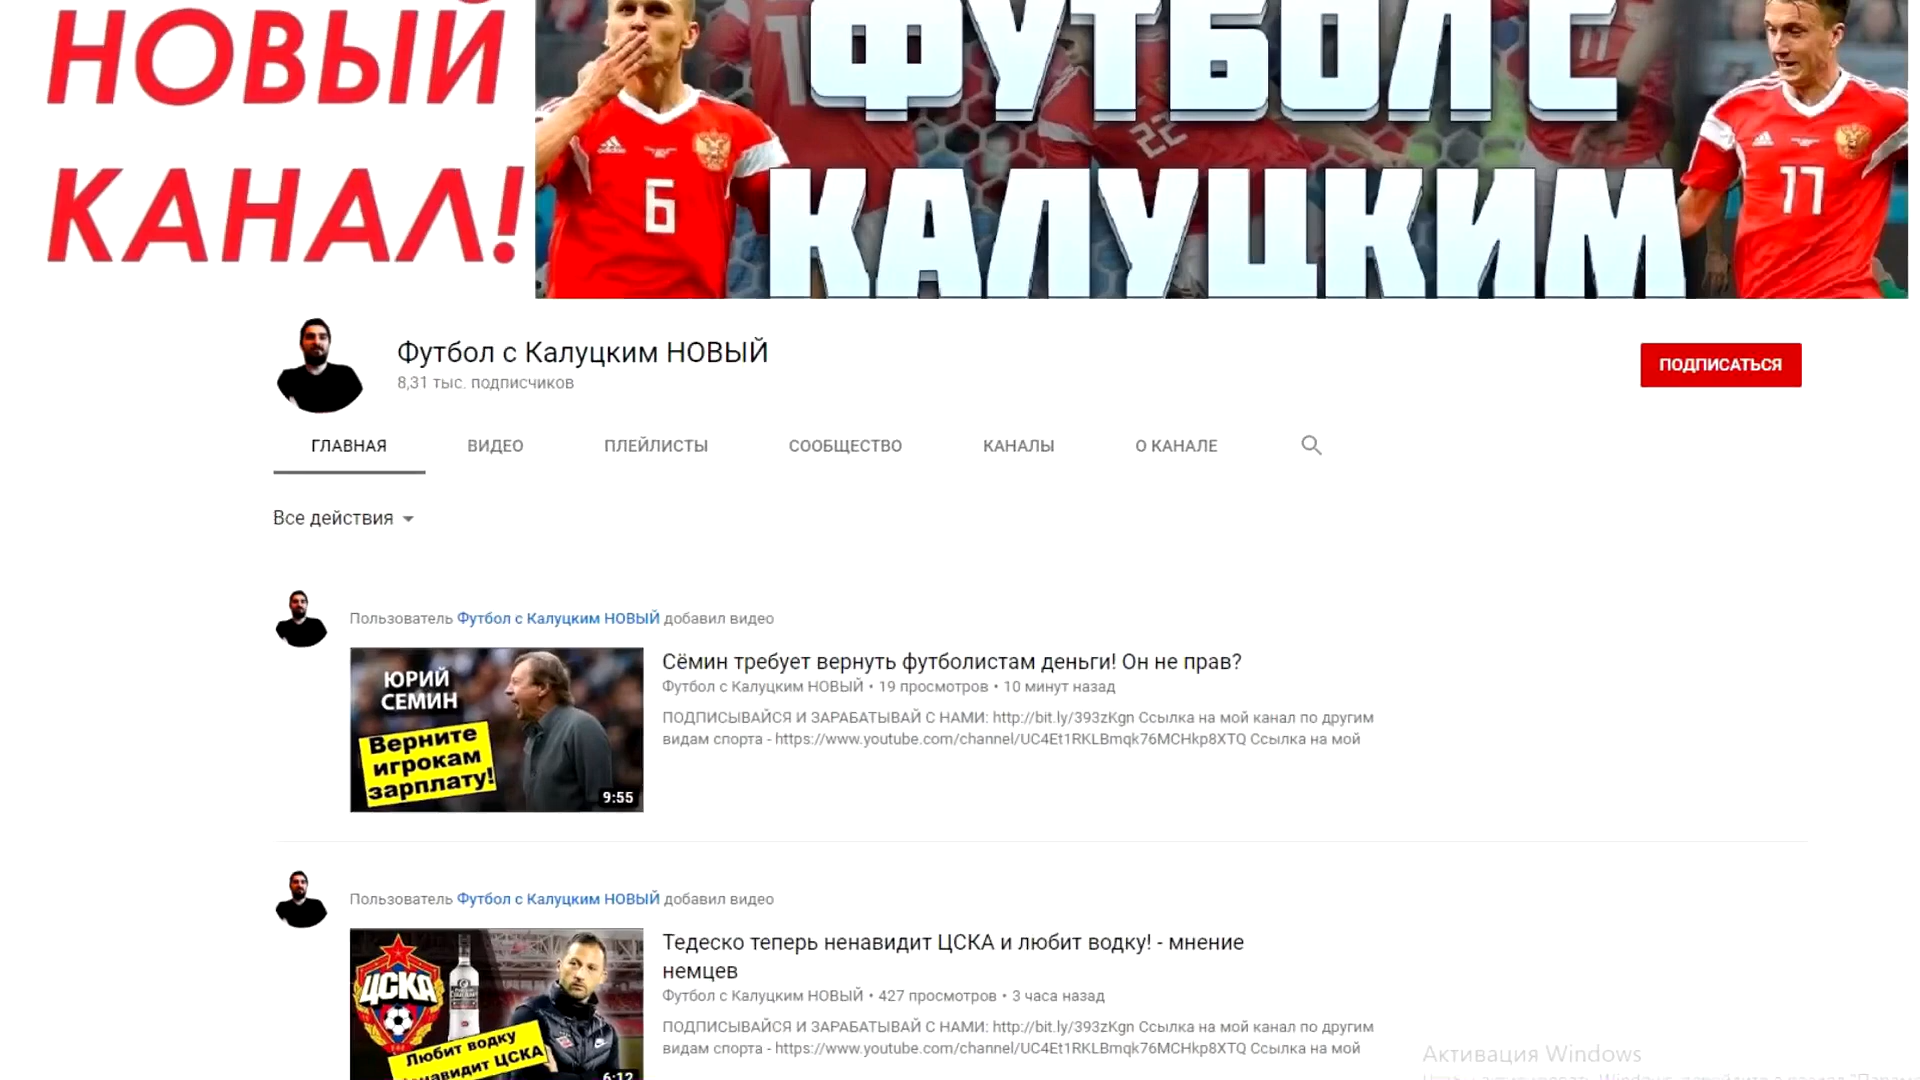 НОВЫЙ
КАНАЛ!
ФУТБОЛ С
КАЛУЦКИМ
6
22
17
Футбол с Калуцким НОВЫЙ
8,31 тыс. подписчиков
ПОДПИСАТЬСЯ
ГЛАВНАЯ ВИДЕО ПЛЕЙЛИСТЫ СООБЩЕСТВО КАНАЛЫ О КАНАЛЕ
Все действия
Пользователь Футбол с Калуцким НОВЫЙ добавил видео
ЮРИЙ
СЕМИН
Верните
игрокам
зарплату!
9:55
Сёмин требует вернуть футболистам деньги! Он не прав?
Футбол с Калуцким НОВЫЙ • 19 просмотров • 10 минут назад
ПОДПИСЫВАЙСЯ И ЗАРАБАТЫВАЙ С НАМИ: http://bit.ly/393zKgn Ссылка на мой канал по другим
видам спорта - https://www.youtube.com/channel/UC4Et1RKLBmqk76MCHkp8XTQ Ссылка на мой
Пользователь Футбол с Калуцким НОВЫЙ добавил видео
ЦСКА
Любит водку
ненавидит ЦСКА
6:12
Тедеско теперь ненавидит ЦСКА и любит водку! - мнение
немцев
Футбол с Калуцким НОВЫЙ • 427 просмотров • 3 часа назад
ПОДПИСЫВАЙСЯ И ЗАРАБАТЫВАЙ С НАМИ: http://bit.ly/393zKgn Ссылка на мой канал по другим
видам спорта - https://www.youtube.com/channel/UC4Et1RKLBmqk76MCHkp8XTQ Ссылка на мой
Активация Windows